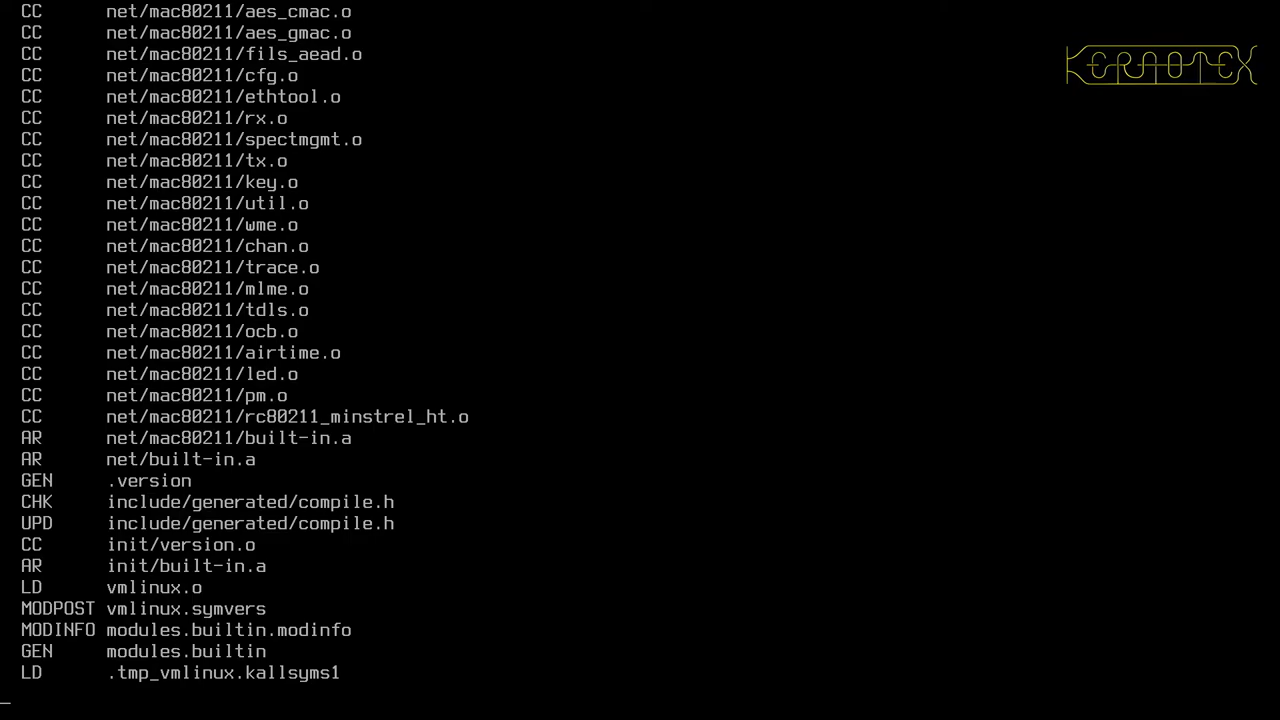 CC net/mac80211/aes_cmac.o
CC net/mac80211/aes_gmac.o
CC net/mac80211/fils_aead.o
CC net/mac80211/cfg.o
CC net/mac80211/ethtool.o
CC net/mac80211/rx.o
CC net/mac80211/spectmgmt.o
CC net/mac80211/tx.o
CC net/mac80211/key.o
CC net/mac80211/util.o
CC net/mac80211/wme.o
CC net/mac80211/chan.o
CC net/mac80211/trace.o
CC net/mac80211/mlme.o
CC net/mac80211/tdls.o
CC net/mac80211/ocb.o
CC net/mac80211/airtime.o
CC net/mac80211/led.o
CC net/mac80211/pm.o
CC net/mac80211/rc80211_minstrel_ht.o
AR net/mac80211/built-in.a
AR net/built-in.a
GEN .version
CHK include/generated/compile.h
UPD include/generated/compile.h
CC init/version.o
AR init/built-in.a
LD vmlinux.o
MODPOST vmlinux.symvers
MODINFO modules.builtin.modinfo
GEN modules.builtin
LD .tmp_vmlinux.kallsyms1